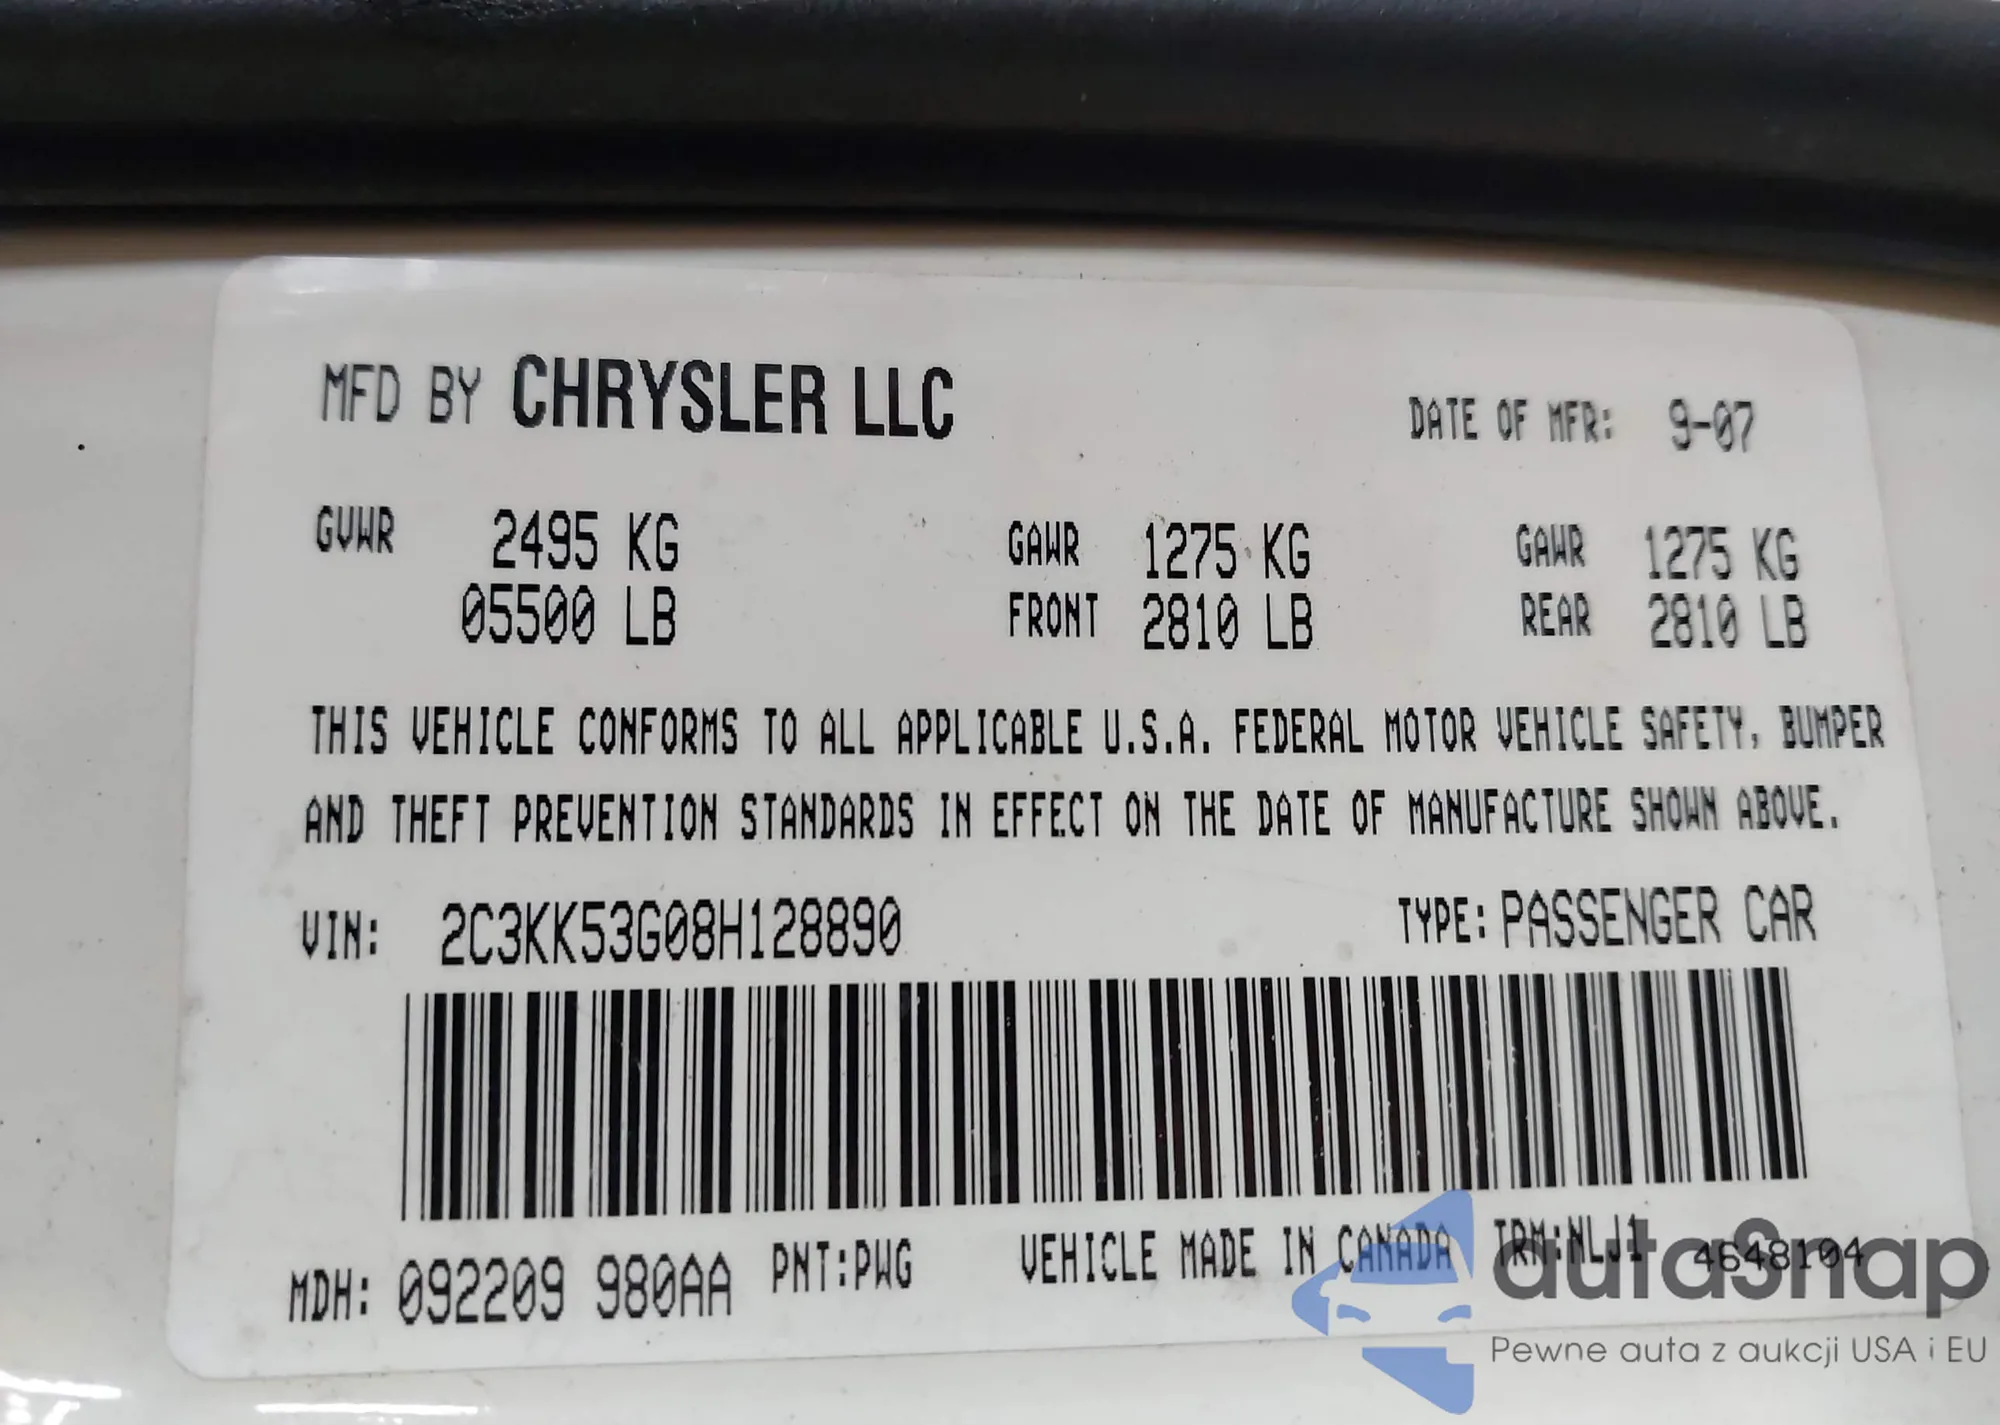 MFD BY CHRYSLER LLC DATE OF MFR: 9-07
GVWR 2495 KG GAWR 1275 KG GAWR 1275 KG
05500 LB FRONT 2810 LB REAR 2810 LB
THIS VEHICLE CONFORMS TO ALL APPLICABLE U.S.A. FEDERAL MOTOR VEHICLE SAFETY, BUMPER
AND THEFT PREVENTION STANDARDS IN EFFECT ON THE DATE OF MANUFACTURE SHOWN ABOVE.
VIN: 2C3KK53G08H128890 TYPE: PASSENGER CAR
MDH: 092209 980AA PNT:PWG VEHICLE MADE IN CANADA TRM:NLJ1 4648104
autaSnap
Pewne auta z aukcji USA i EU